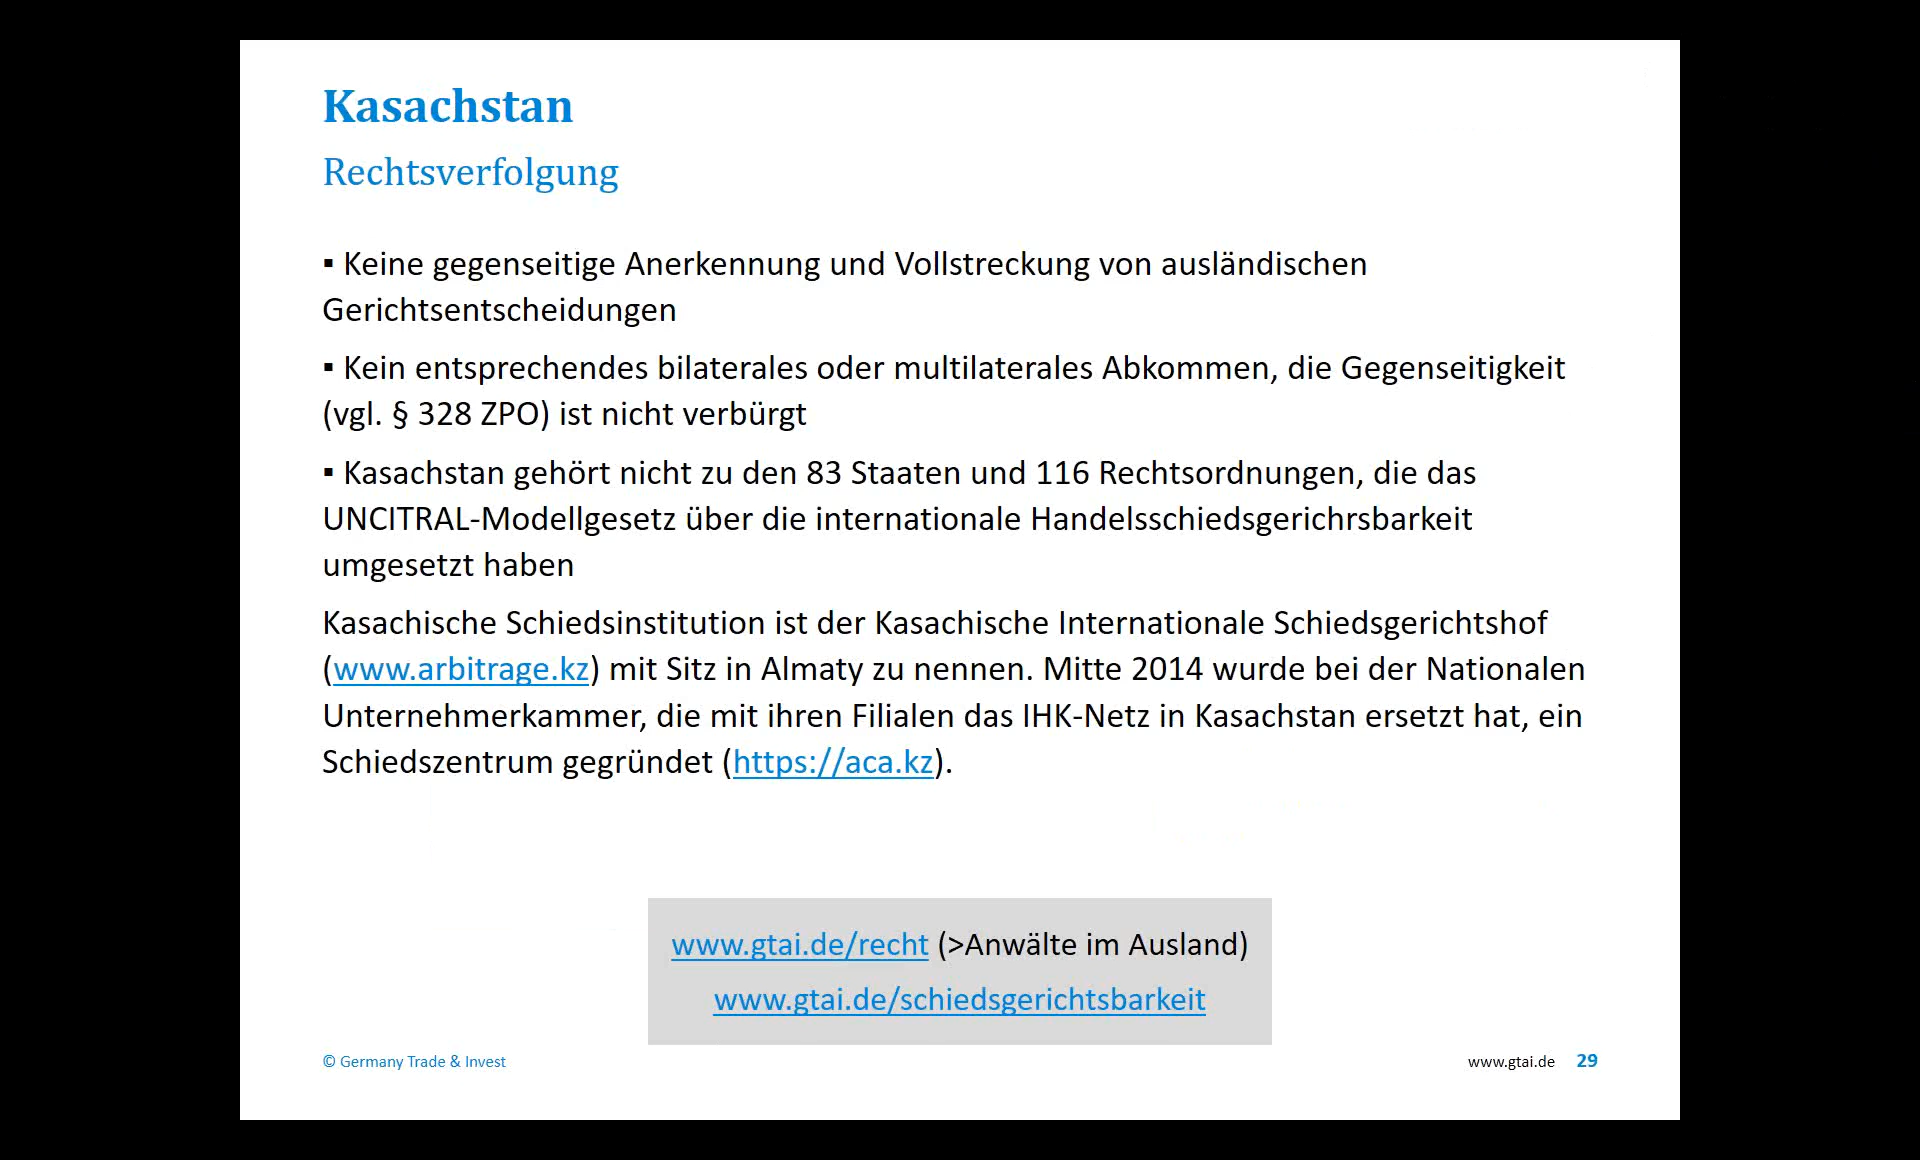 Kasachstan
Rechtsverfolgung
▪ Keine gegenseitige Anerkennung und Vollstreckung von ausländischen
Gerichtsentscheidungen
▪ Kein entsprechendes bilaterales oder multilaterales Abkommen, die Gegenseitigkeit
(vgl. § 328 ZPO) ist nicht verbürgt
▪ Kasachstan gehört nicht zu den 83 Staaten und 116 Rechtsordnungen, die das
UNCITRAL-Modellgesetz über die internationale Handelsschiedsgerichrsbarkeit
umgesetzt haben
Kasachische Schiedsinstitution ist der Kasachische Internationale Schiedsgerichtshof
(www.arbitrage.kz) mit Sitz in Almaty zu nennen. Mitte 2014 wurde bei der Nationalen
Unternehmerkammer, die mit ihren Filialen das IHK-Netz in Kasachstan ersetzt hat, ein
Schiedszentrum gegründet (https://aca.kz).
www.gtai.de/recht (>Anwälte im Ausland)
www.gtai.de/schiedsgerichtsbarkeit
© Germany Trade & Invest
www.gtai.de 29